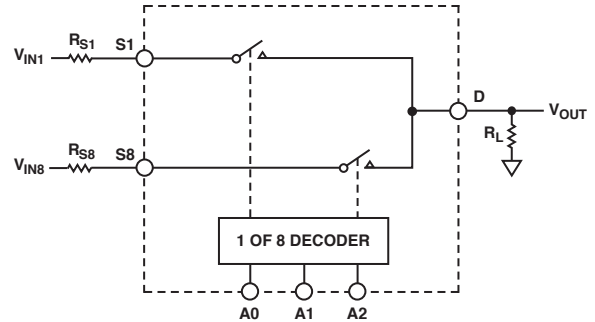 V_IN1 R_S1 S1
D
V_OUT
R_L
V_IN8 R_S8 S8
1 OF 8 DECODER
A0 A1 A2